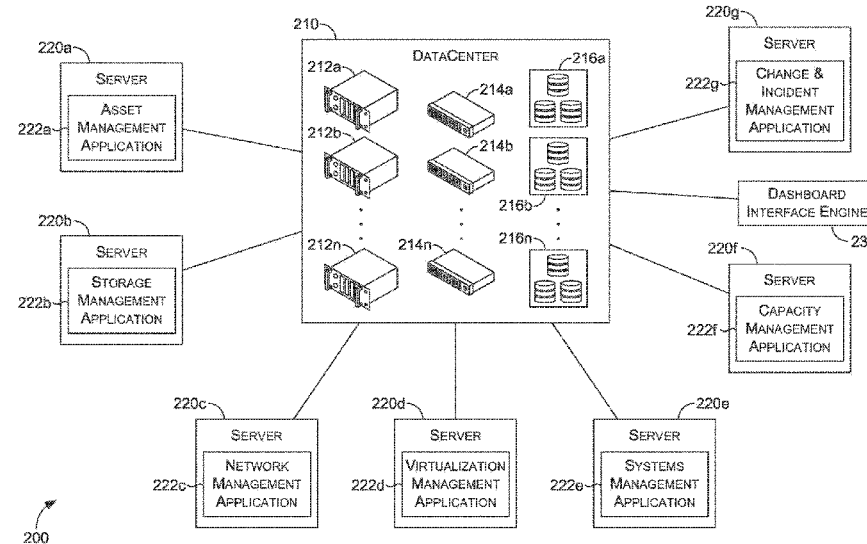 210
DATACENTER
212a
214a
216a
212b
214b
216b
212n
214n
216n
220a
SERVER
222a
ASSET
MANAGEMENT
APPLICATION
220b
SERVER
222b
STORAGE
MANAGEMENT
APPLICATION
220c
SERVER
222c
NETWORK
MANAGEMENT
APPLICATION
220d
SERVER
222d
VIRTUALIZATION
MANAGEMENT
APPLICATION
220e
SERVER
222e
SYSTEMS
MANAGEMENT
APPLICATION
220f
SERVER
222f
CAPACITY
MANAGEMENT
APPLICATION
DASHBOARD
INTERFACE ENGINE
23
220g
SERVER
222g
CHANGE &
INCIDENT
MANAGEMENT
APPLICATION
200